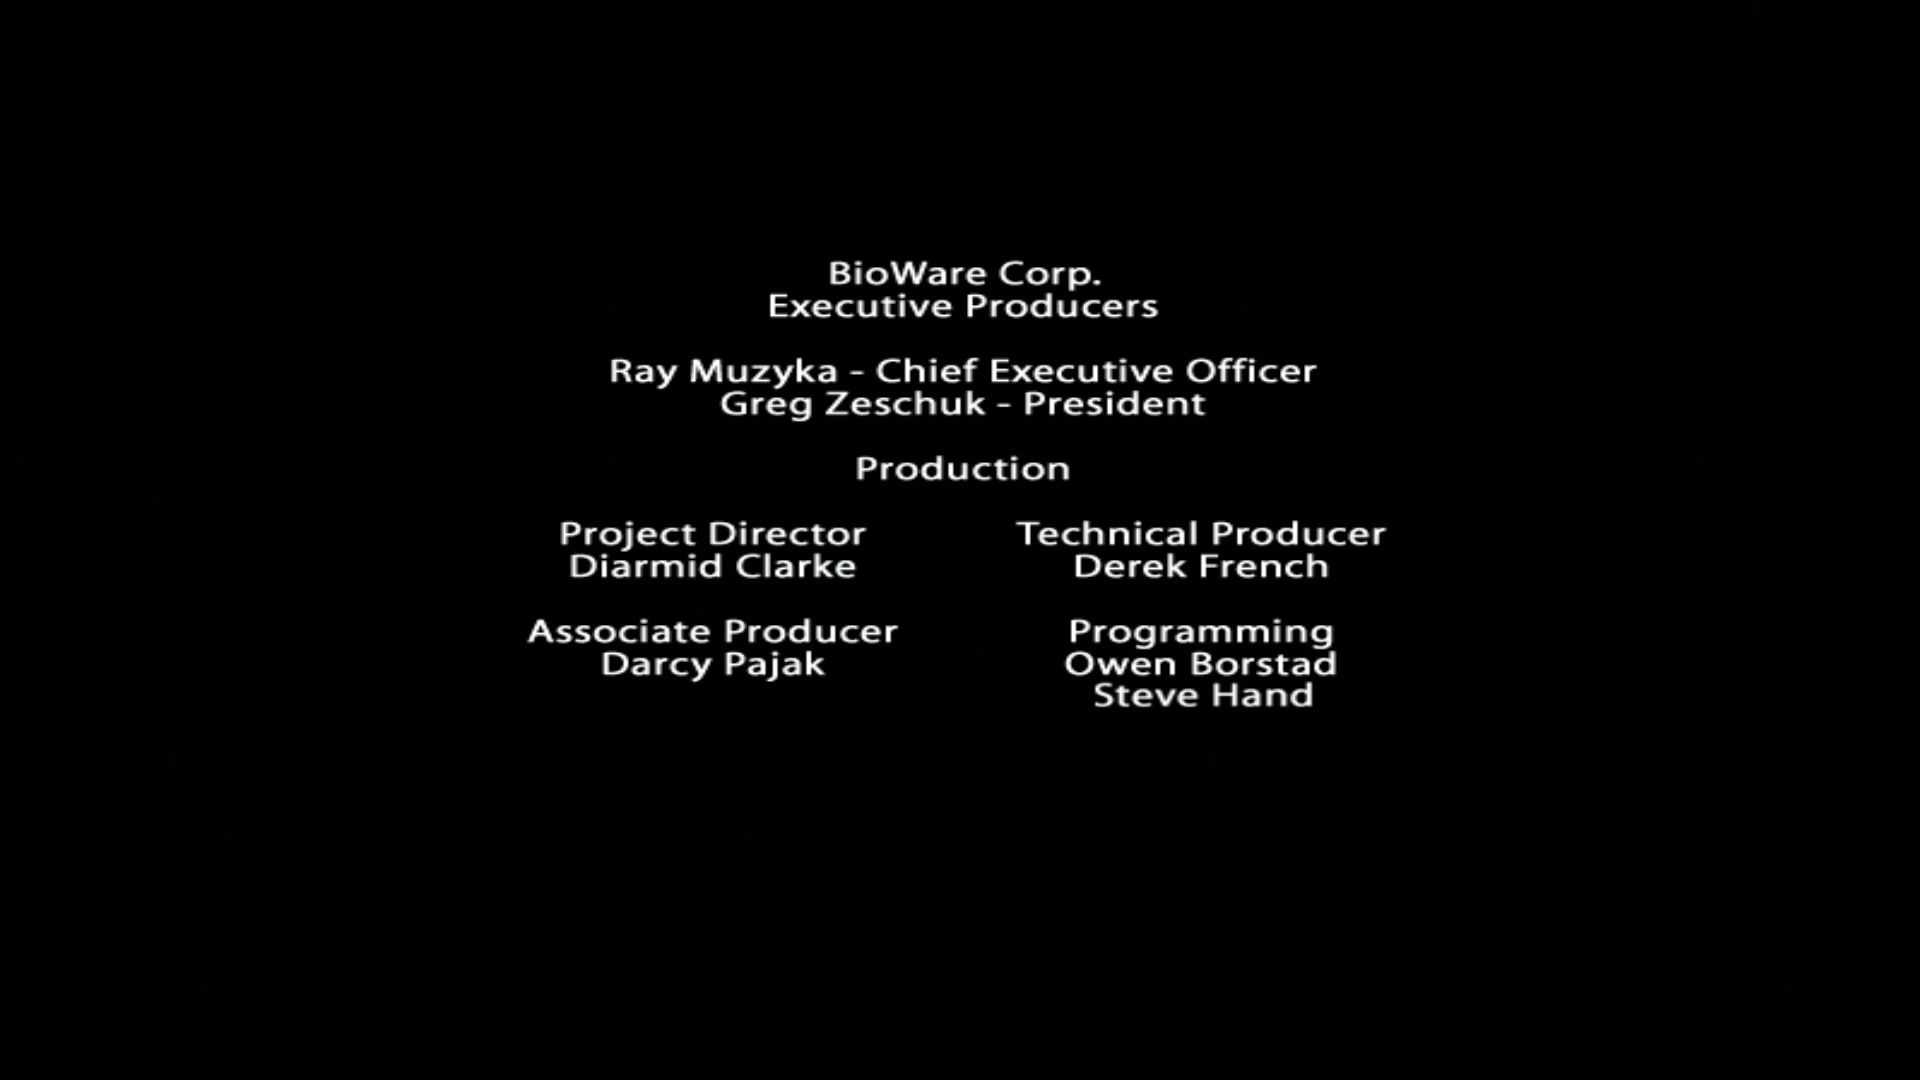 BioWare Corp.
Executive Producers
Ray Muzyka - Chief Executive Officer
Greg Zeschuk - President
Production
Project Director
Diarmid Clarke
Technical Producer
Derek French
Associate Producer
Darcy Pajak
Programming
Owen Borstad
Steve Hand